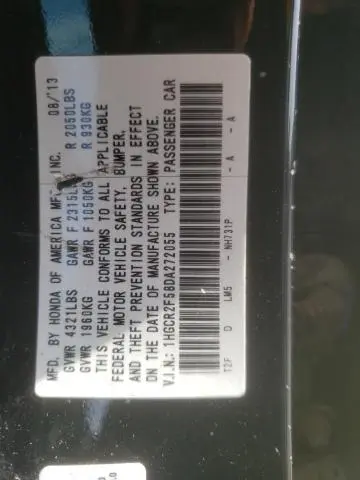 MFD. BY HONDA OF AMERICA MFG., INC. 08/'13
GVWR 4321LBS GAWR F 2315LBS R 2050LBS
GVWR 1960KG GAWR F 1050KG R 930KG
THIS VEHICLE CONFORMS TO ALL APPLICABLE
FEDERAL MOTOR VEHICLE SAFETY, BUMPER,
AND THEFT PREVENTION STANDARDS IN EFFECT
ON THE DATE OF MANUFACTURE SHOWN ABOVE.
V.I.N.: 1HGCR2F58DA272055 TYPE: PASSENGER CAR
T2F D LM5 - NH731P - A - A